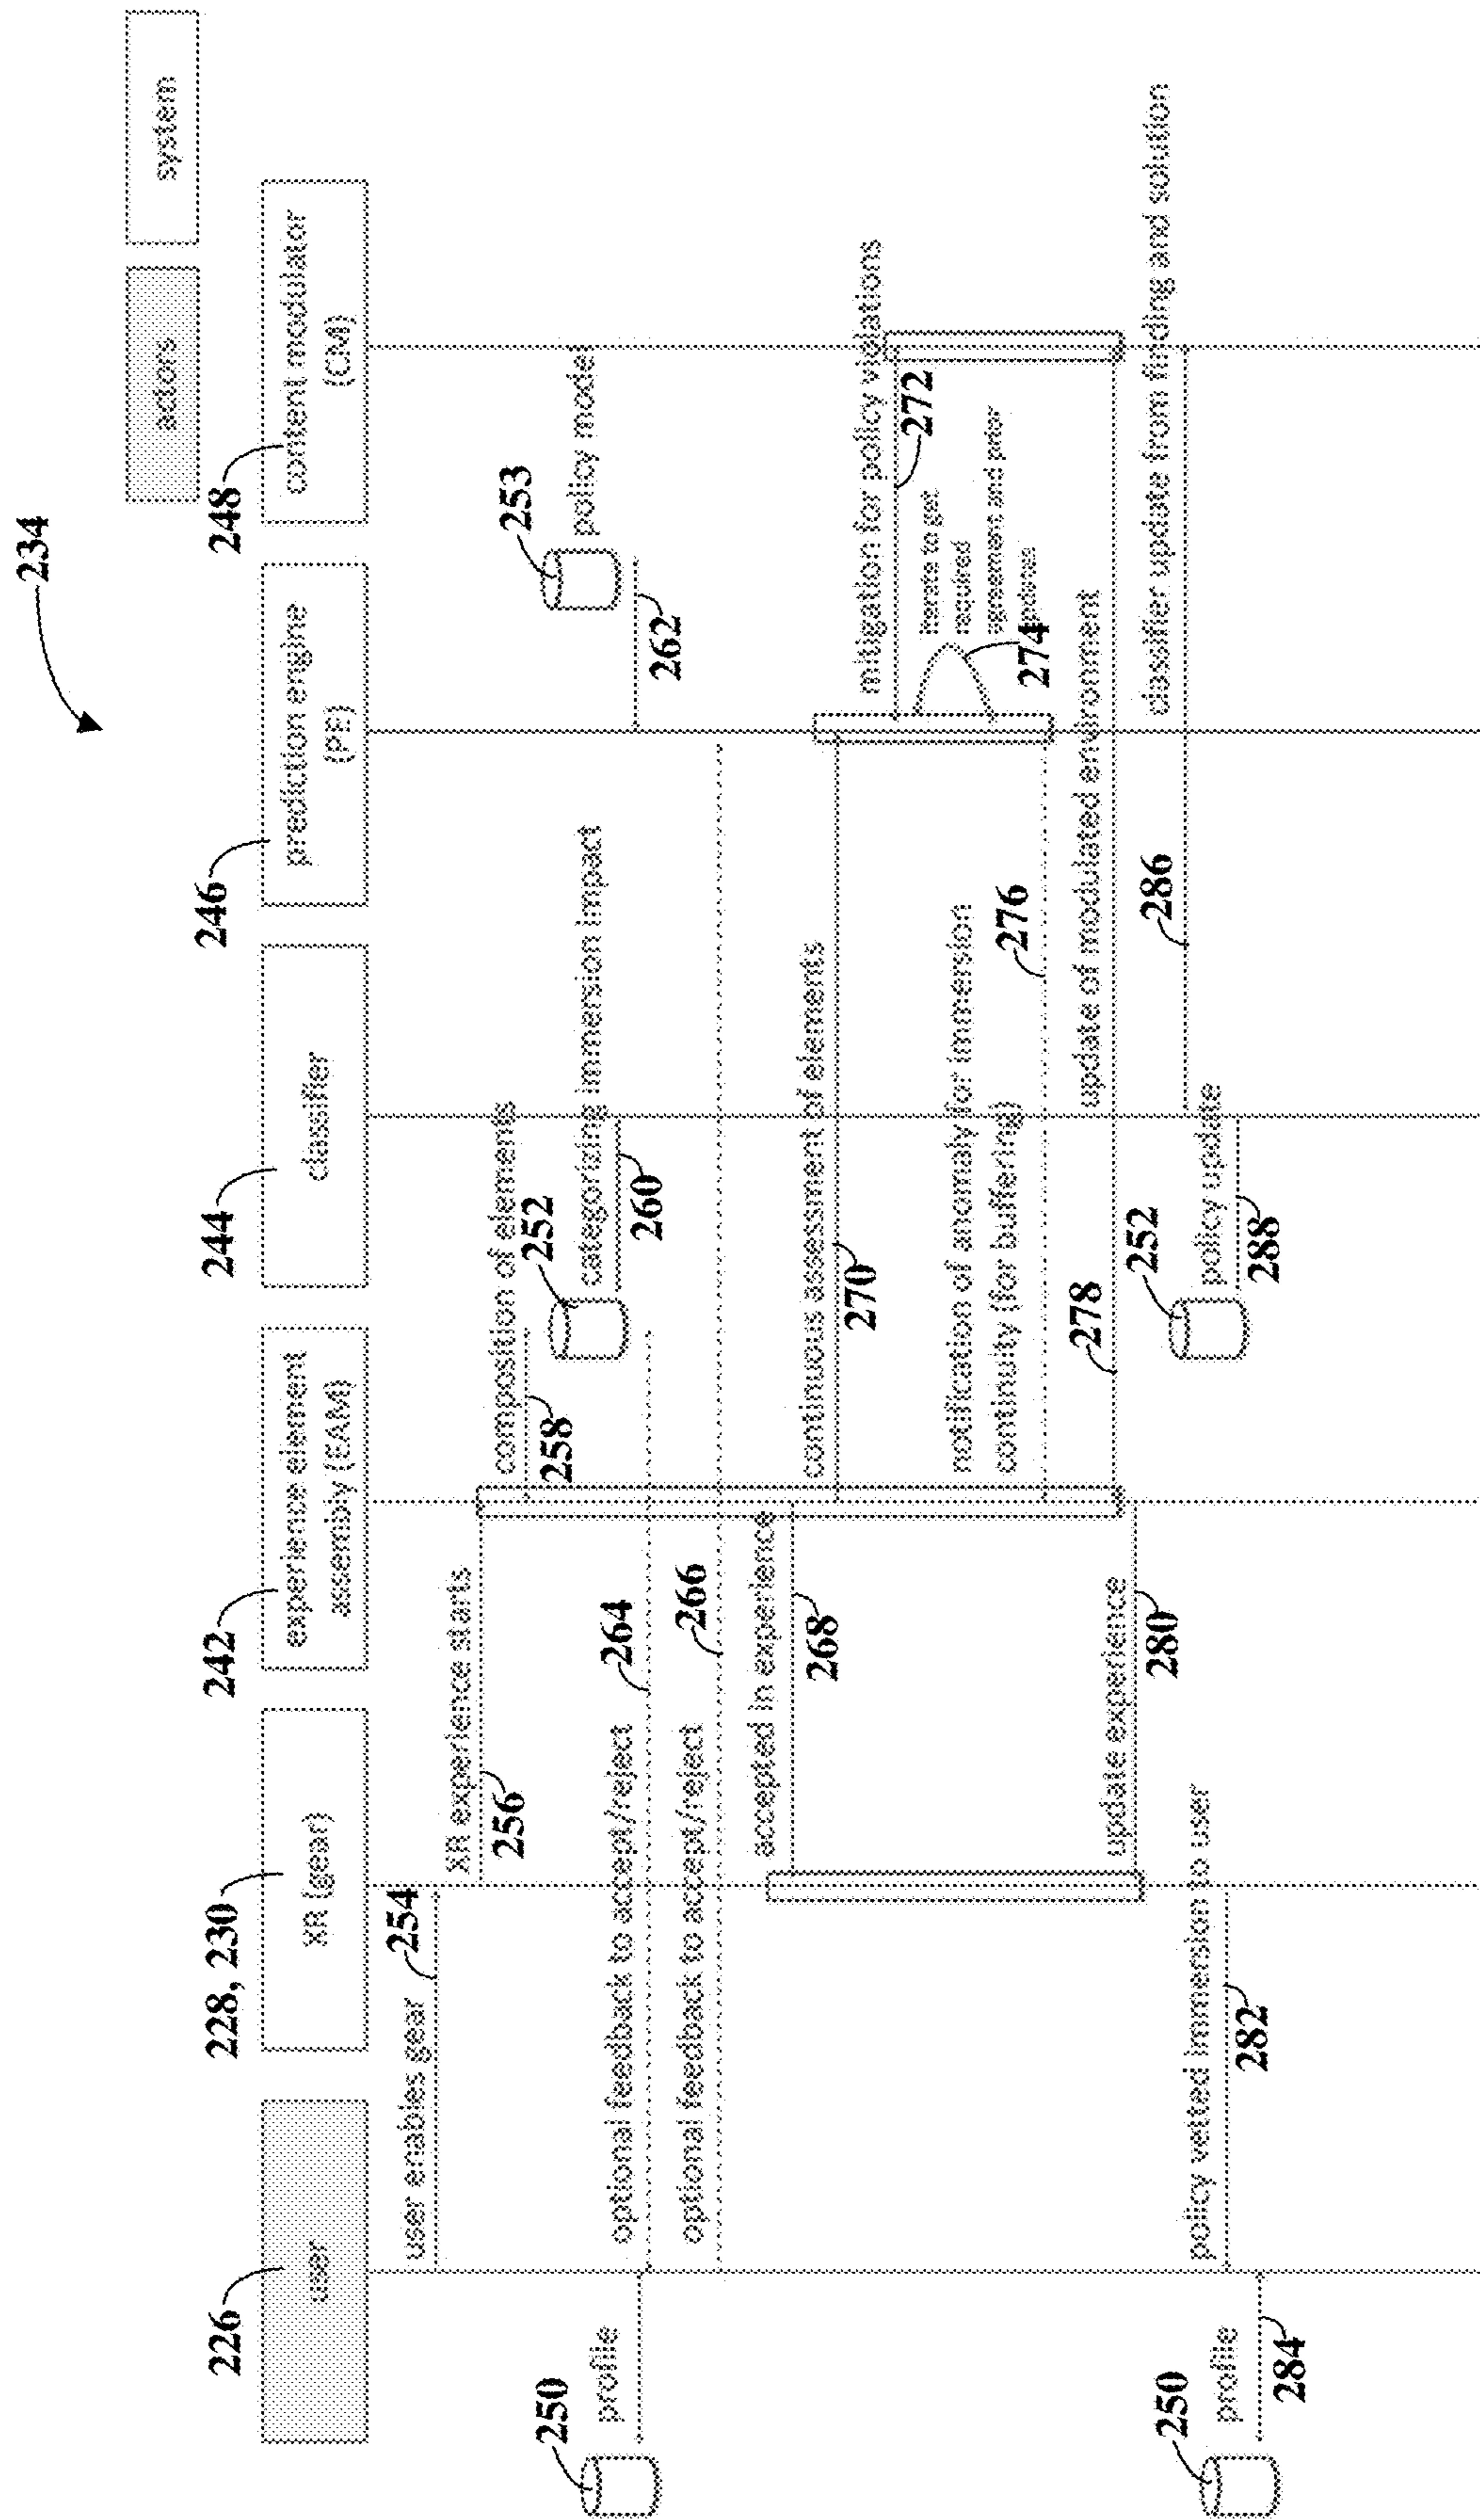 234
actors
system
226
228, 230
242
244
246
248
user
XR (gear)
experience element
assembly (EAM)
classifier
prediction engine
(PE)
content modulator
(CM)
user enables gear
254
XR experience starts
256
composition of elements
258
250
profile
252
categorizing immersion impact
260
253
policy model
262
optional feedback to accept/reject
264
optional feedback to accept/reject
266
accepted in experience
268
continuous assessment of elements
270
mitigation for policy violations
272
iterate to get
required
agreement and prior
updates
274
notification of anomaly for immersion
continuity (for buffering)
276
update of modulated environment
278
update experience
280
classifier update from finding and solution
286
policy vetted immersion to user
282
252
policy update
288
250
profile
284